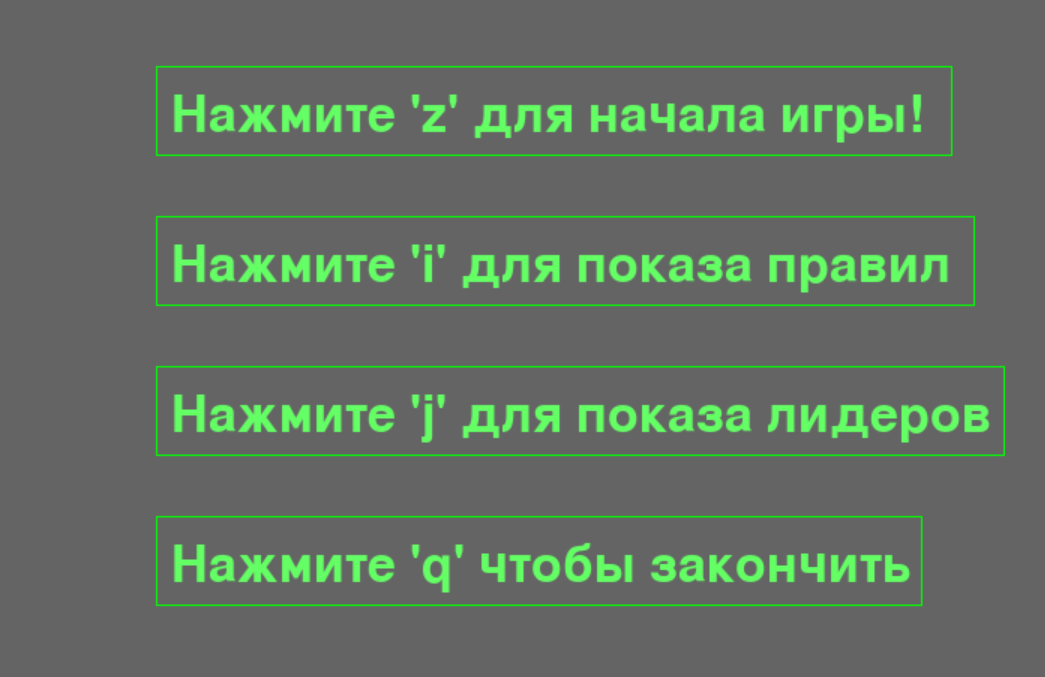 Нажмите 'z' для начала игры!
Нажмите 'i' для показа правил
Нажмите 'j' для показа лидеров
Нажмите 'q' чтобы закончить